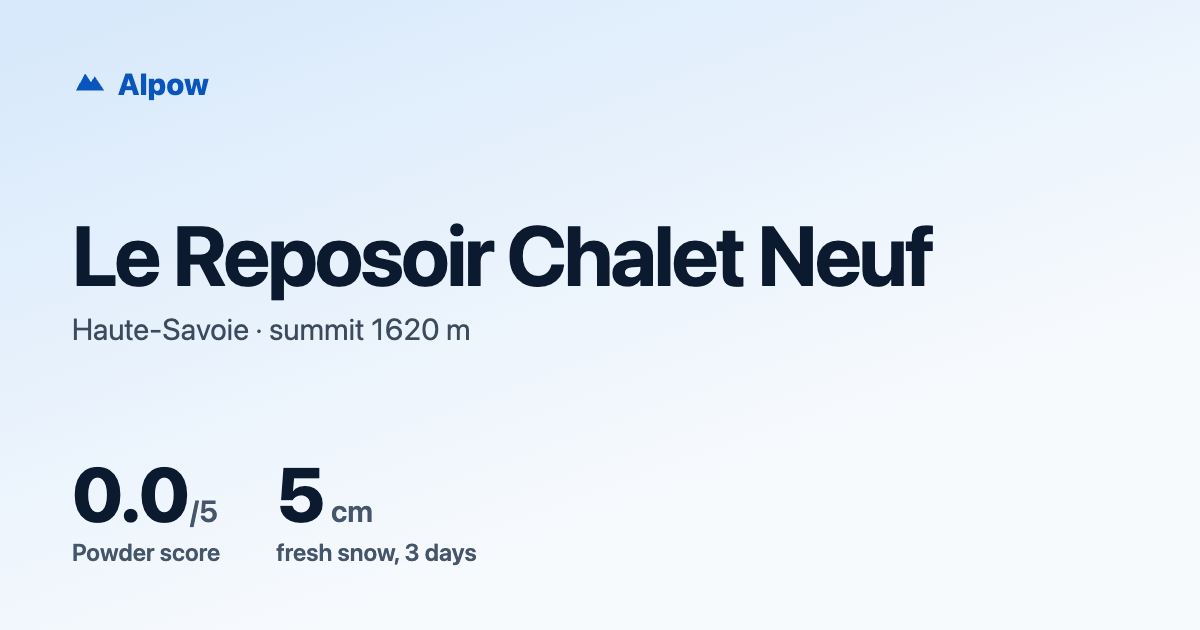 Alpow
Le Reposoir Chalet Neuf
Haute-Savoie · summit 1620 m
0.0/5 5 cm
Powder score fresh snow, 3 days